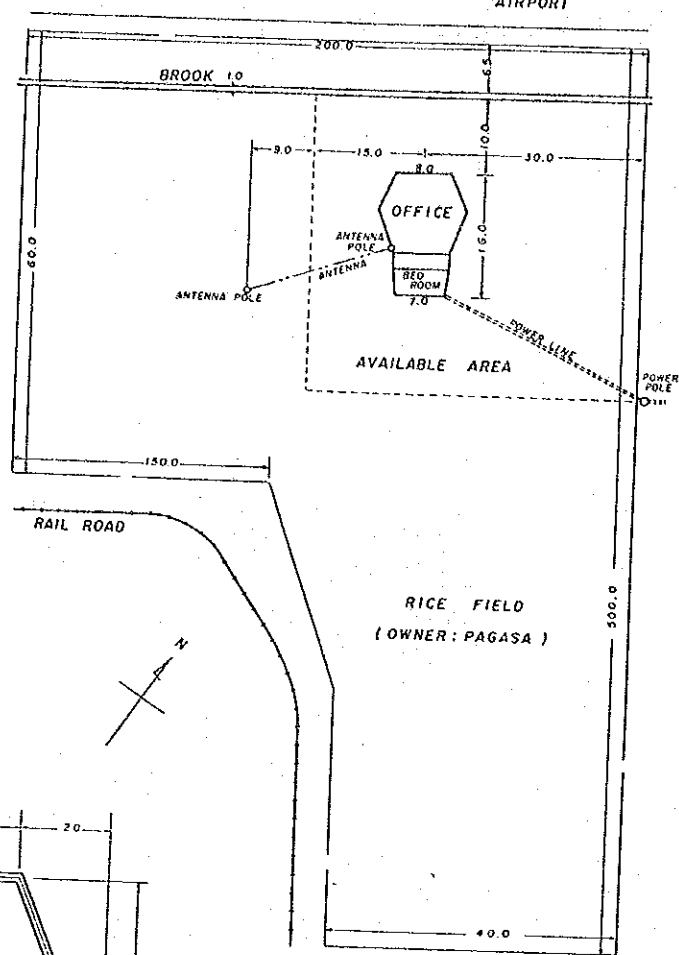 AIRPORT
200.0
6.5
BROOK 1.0
10.0
9.0
15.0
30.0
8.0
OFFICE
16.0
60.0
ANTENNA
POLE
ANTENNA
BED
ROOM
ANTENNA POLE
7.0
POWER LINE
AVAILABLE AREA
POWER
POLE
150.0
RAIL ROAD
RICE FIELD
(OWNER: PAGASA)
500.0
N
20
40.0